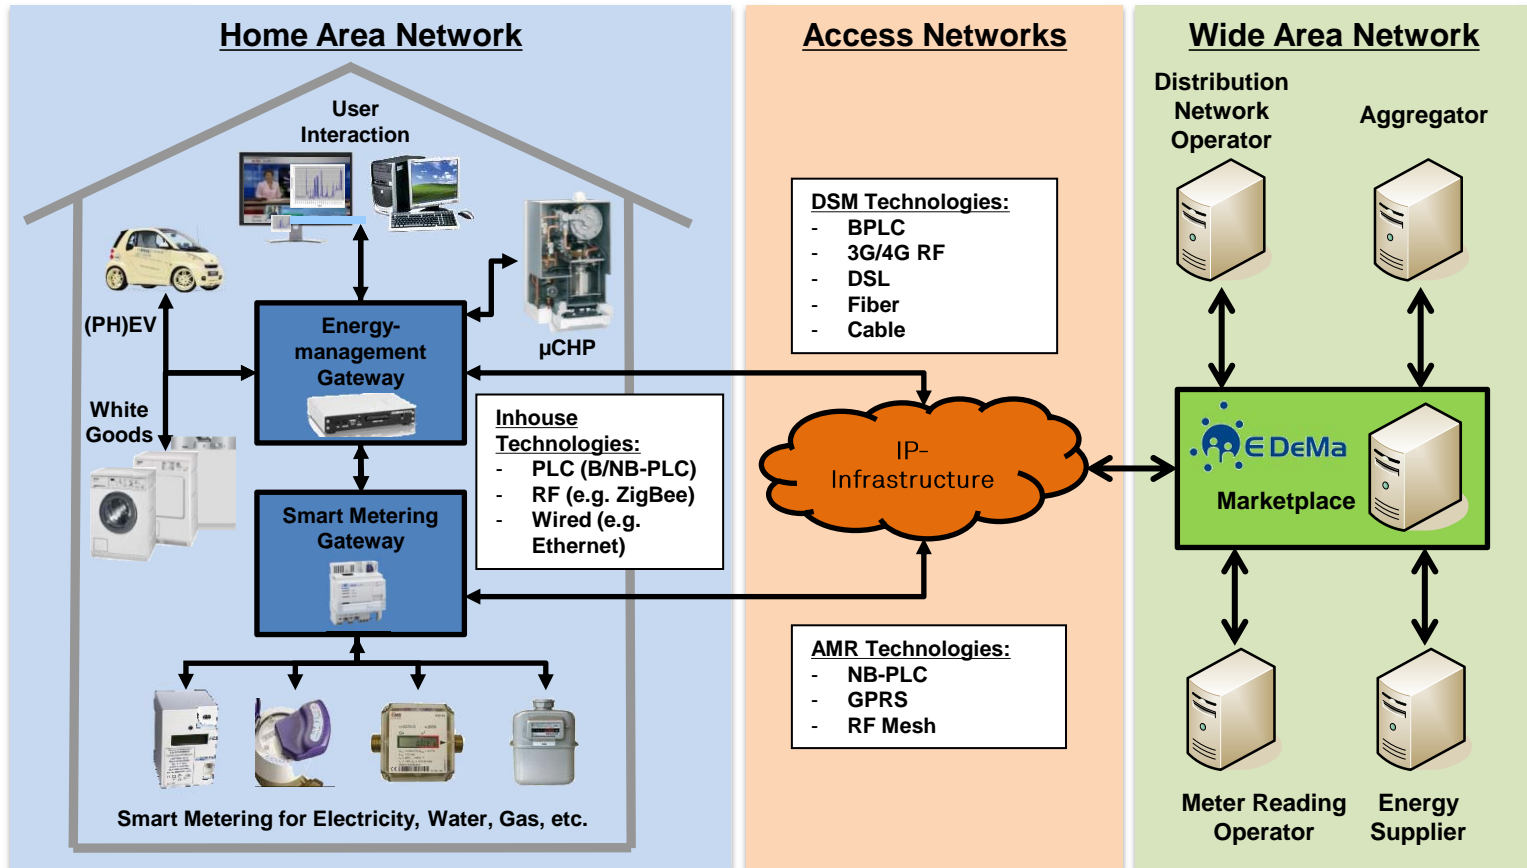 Home Area Network
User
Interaction
(PH)EV
µCHP
Energy-
management
Gateway
White
Goods
Inhouse
Technologies:
- PLC (B/NB-PLC)
- RF (e.g. ZigBee)
- Wired (e.g.
Ethernet)
Smart Metering
Gateway
Smart Metering for Electricity, Water, Gas, etc.
Access Networks
DSM Technologies:
- BPLC
- 3G/4G RF
- DSL
- Fiber
- Cable
IP-
Infrastructure
AMR Technologies:
- NB-PLC
- GPRS
- RF Mesh
Wide Area Network
Distribution
Network
Operator
Aggregator
E DeMa
Marketplace
Meter Reading
Operator
Energy
Supplier